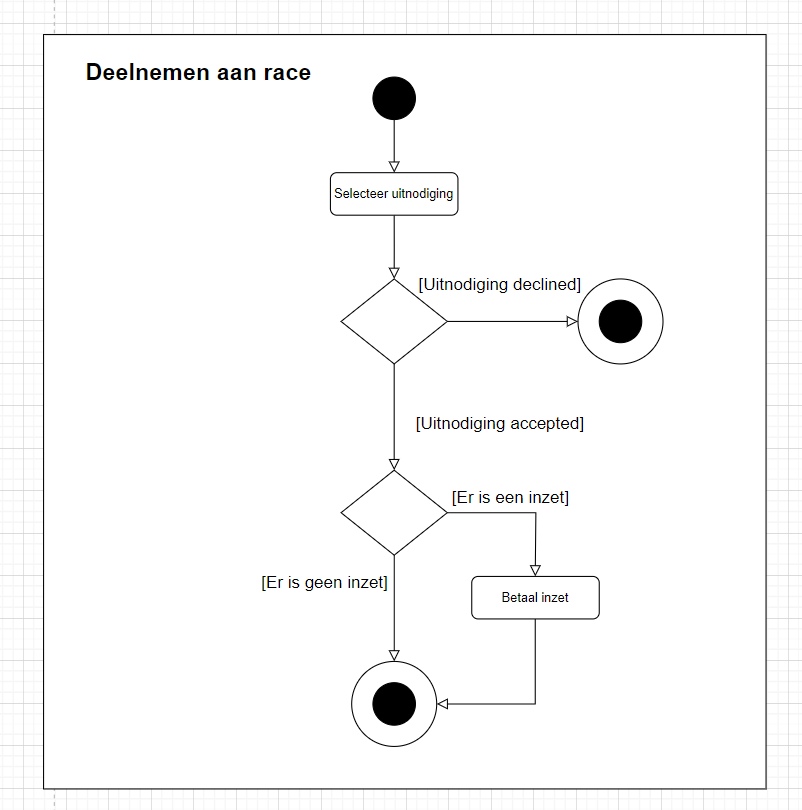 Deelnemen aan race
Selecteer uitnodiging
[Uitnodiging declined]
[Uitnodiging accepted]
[Er is een inzet]
[Er is geen inzet]
Betaal inzet